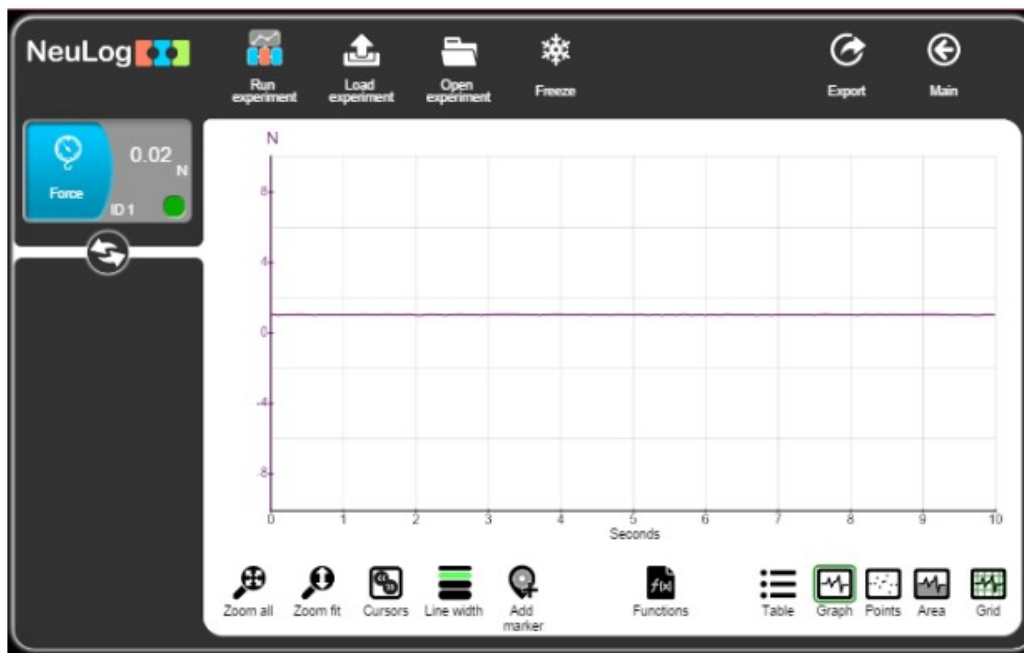 NeuLog
Run
experiment
Load
experiment
Open
experiment
Freeze
Export
Main
Force
0.02
N
ID 1
N
8
4
0
-4
-8
0 1 2 3 4 5 6 7 8 9 10
Seconds
Zoom all
Zoom fit
Cursors
Line width
Add
marker
f(x)
Functions
Table
Graph
Points
Area
Grid